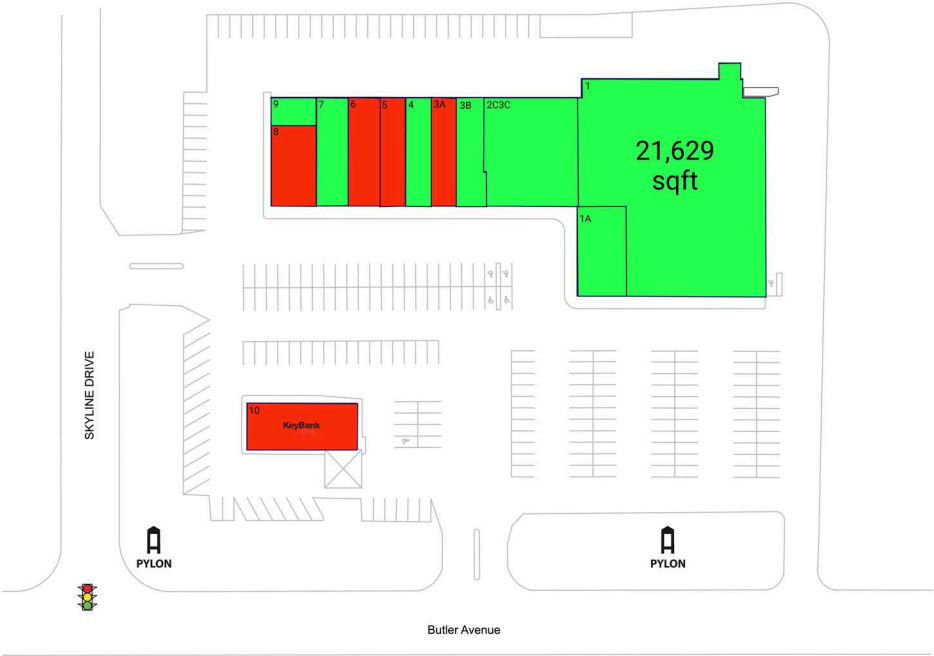 1
9
7
6
5
4
3A
3B
2C3C
8
21,629
sqft
1A
SKYLINE DRIVE
10
KeyBank
PYLON
PYLON
Butler Avenue